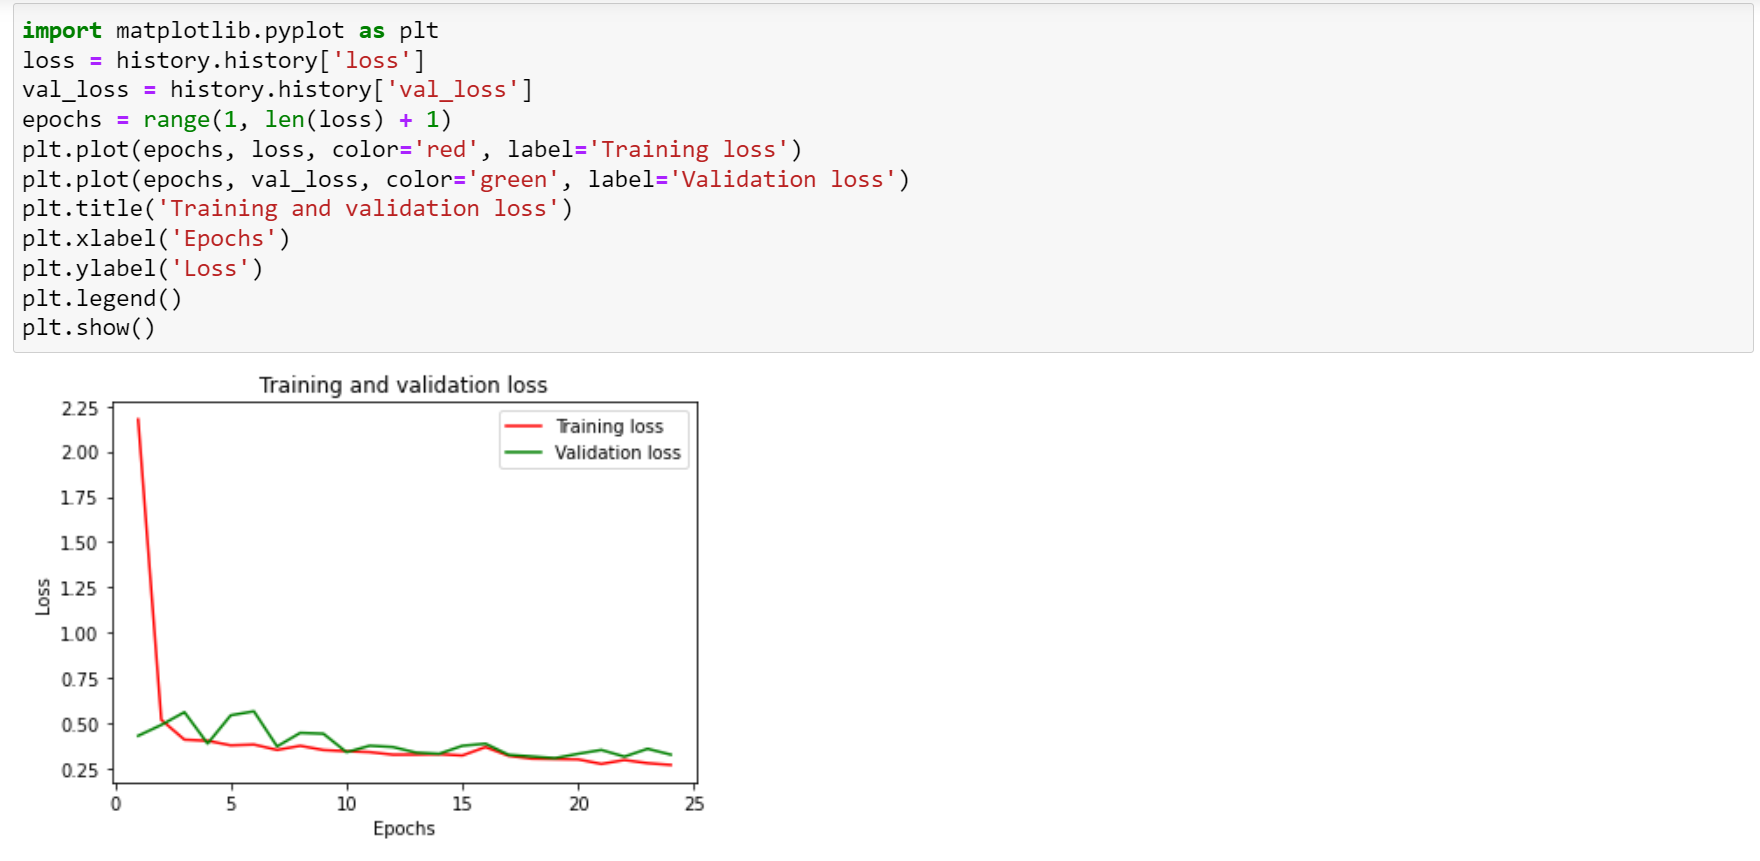 import matplotlib.pyplot as plt
loss = history.history['loss']
val_loss = history.history['val_loss']
epochs = range(1, len(loss) + 1)
plt.plot(epochs, loss, color='red', label='Training loss')
plt.plot(epochs, val_loss, color='green', label='Validation loss')
plt.title('Training and validation loss')
plt.xlabel('Epochs')
plt.ylabel('Loss')
plt.legend()
plt.show()
Training and validation loss
Training loss
Validation loss
2.25
2.00
1.75
1.50
1.25
1.00
0.75
0.50
0.25
Loss
0 5 10 15 20 25
Epochs